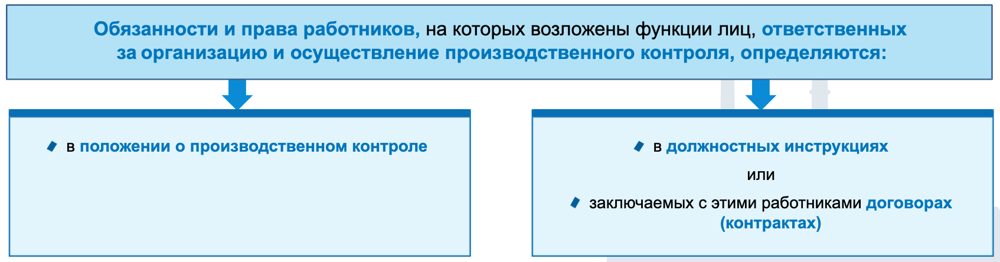 Обязанности и права работников, на которых возложены функции лиц, ответственных
за организацию и осуществление производственного контроля, определяются:
в положении о производственном контроле
в должностных инструкциях
или
заключаемых с этими работниками договорах
(контрактах)